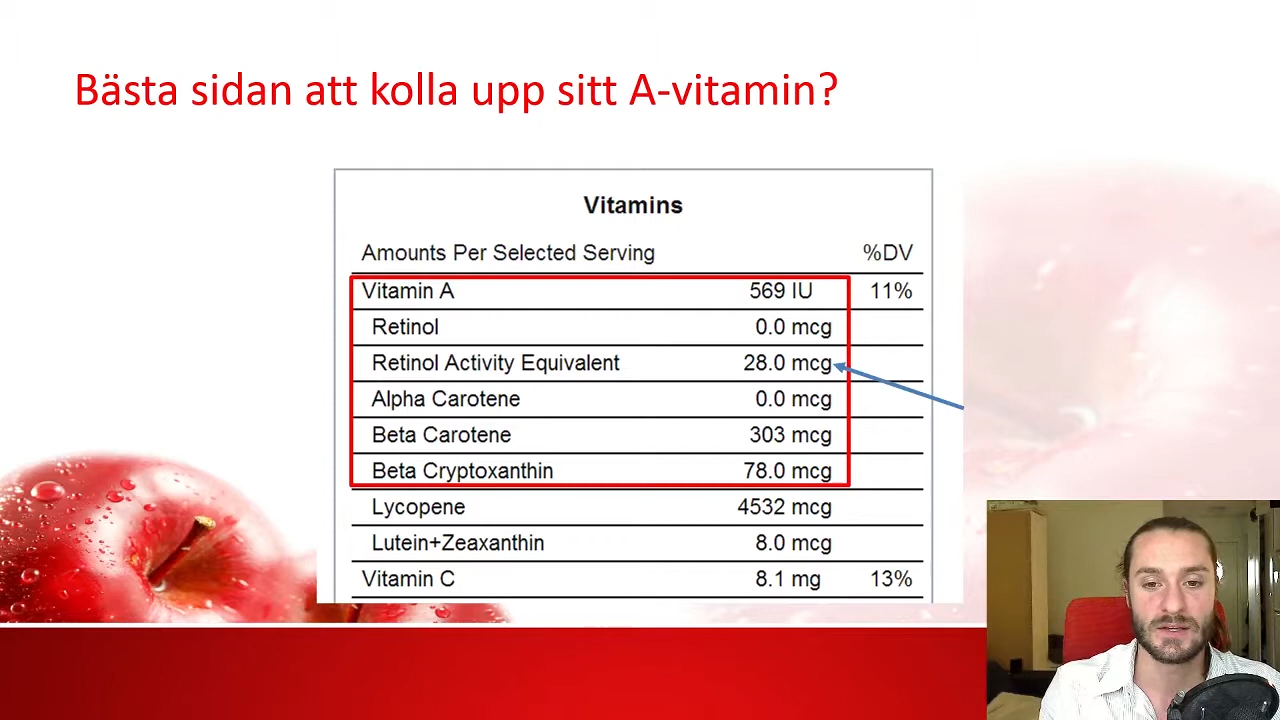 Bästa sidan att kolla upp sitt A-vitamin?
Vitamins
Amounts Per Selected Serving %DV
Vitamin A 569 IU 11%
Retinol 0.0 mcg
Retinol Activity Equivalent 28.0 mcg
Alpha Carotene 0.0 mcg
Beta Carotene 303 mcg
Beta Cryptoxanthin 78.0 mcg
Lycopene 4532 mcg
Lutein+Zeaxanthin 8.0 mcg
Vitamin C 8.1 mg 13%